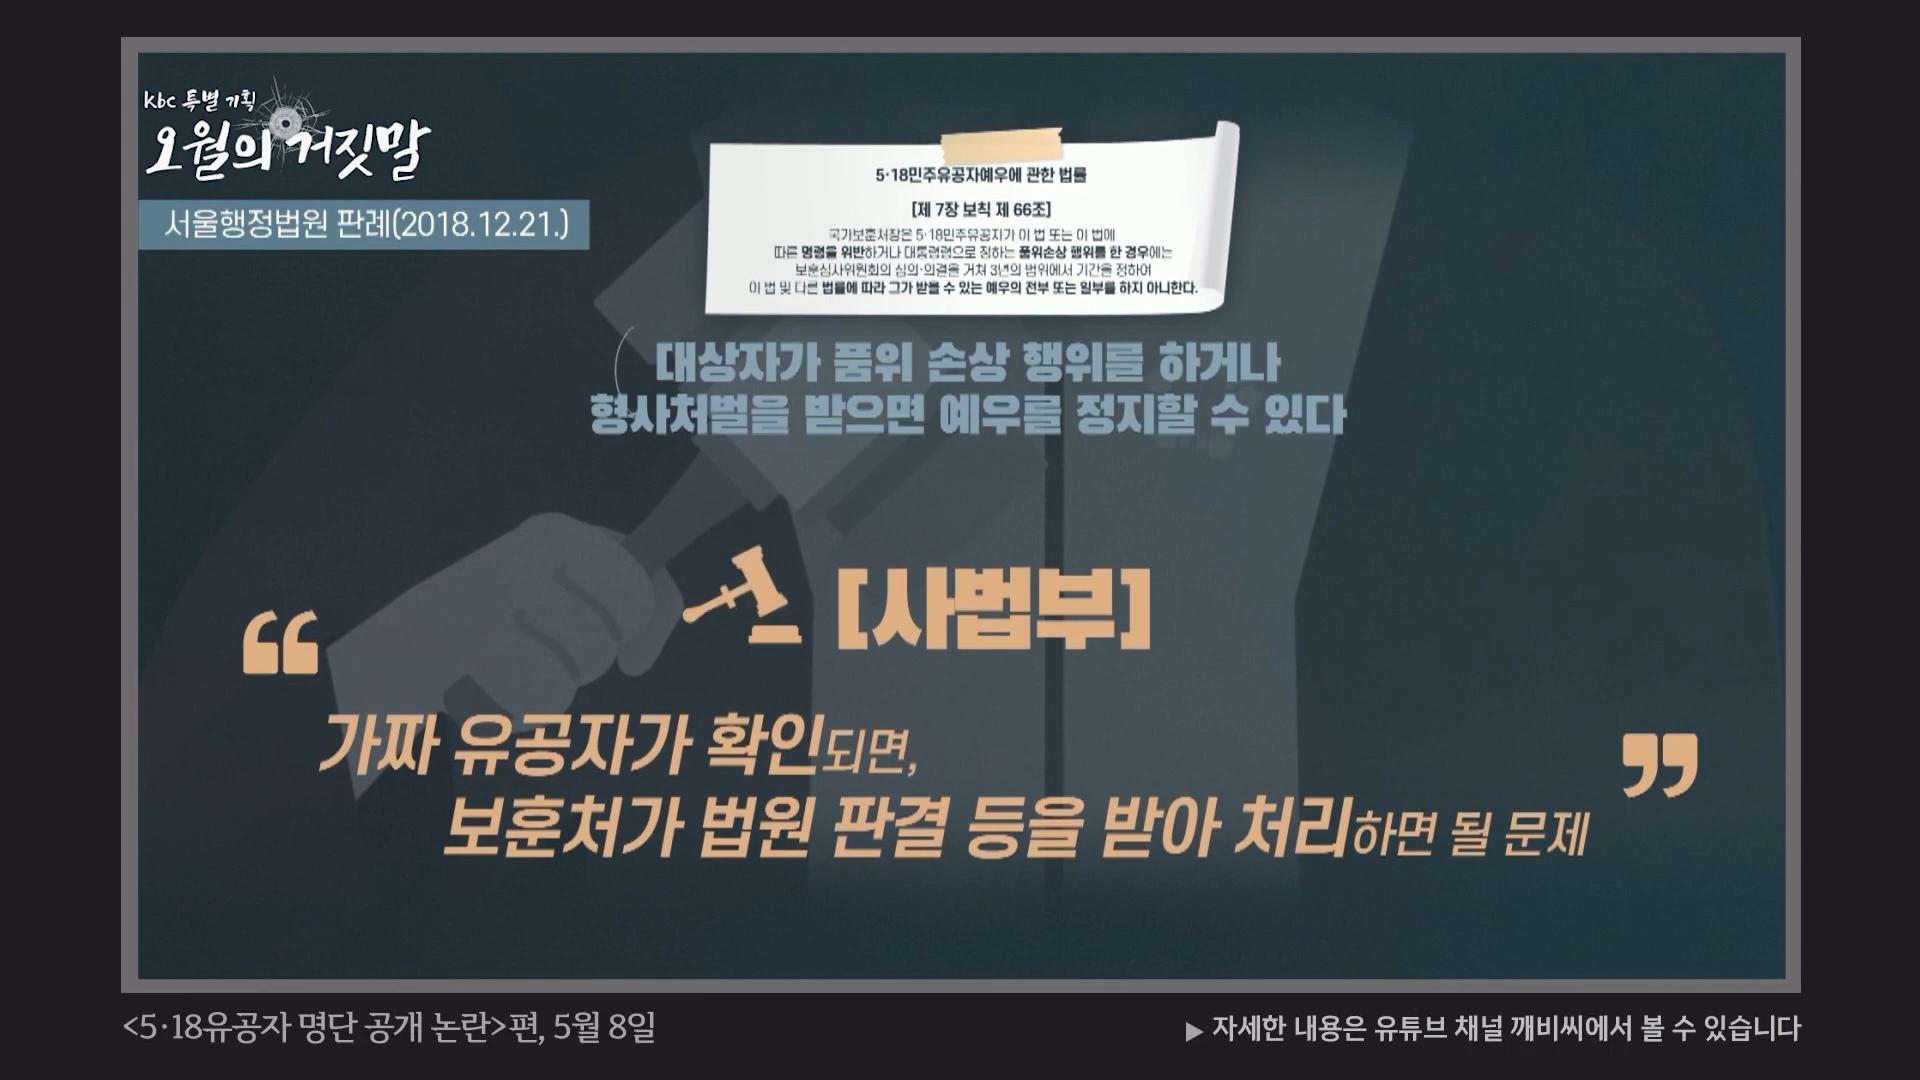 kbc 특별 기획
오월의 거짓말
서울행정법원 판례(2018.12.21.)
5·18민주유공자예우에 관한 법률
[제 7장 보칙 제 66조]
국가보훈처장은 5·18민주유공자가 이 법 또는 이 법에
따른 명령을 위반하거나 대통령령으로 정하는 품위손상 행위를 한 경우에는
보훈심사위원회의 심의·의결을 거쳐 3년의 범위에서 기간을 정하여
이 법 및 다른 법률에 따라 그가 받을 수 있는 예우의 전부 또는 일부를 하지 아니한다.
대상자가 품위 손상 행위를 하거나
형사처벌을 받으면 예우를 정지할 수 있다
[사법부]
“가짜 유공자가 확인되면,
보훈처가 법원 판결 등을 받아 처리하면 될 문제”
<5·18유공자 명단 공개 논란>편, 5월 8일
▶ 자세한 내용은 유튜브 채널 깨비씨에서 볼 수 있습니다